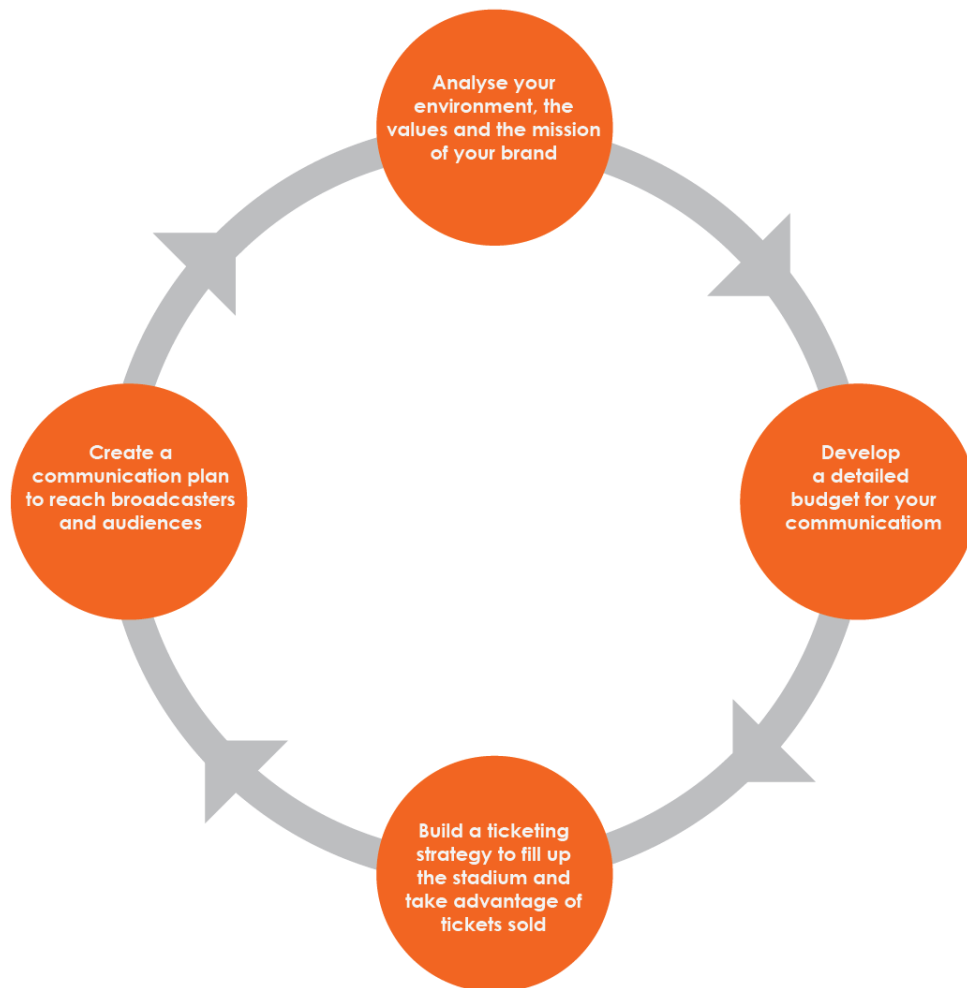 Analyse your
environment, the
values and the mission
of your brand
Develop
a detailed
budget for your
communicatiom
Build a ticketing
strategy to fill up
the stadium and
take advantage of
tickets sold
Create a
communication plan
to reach broadcasters
and audiences